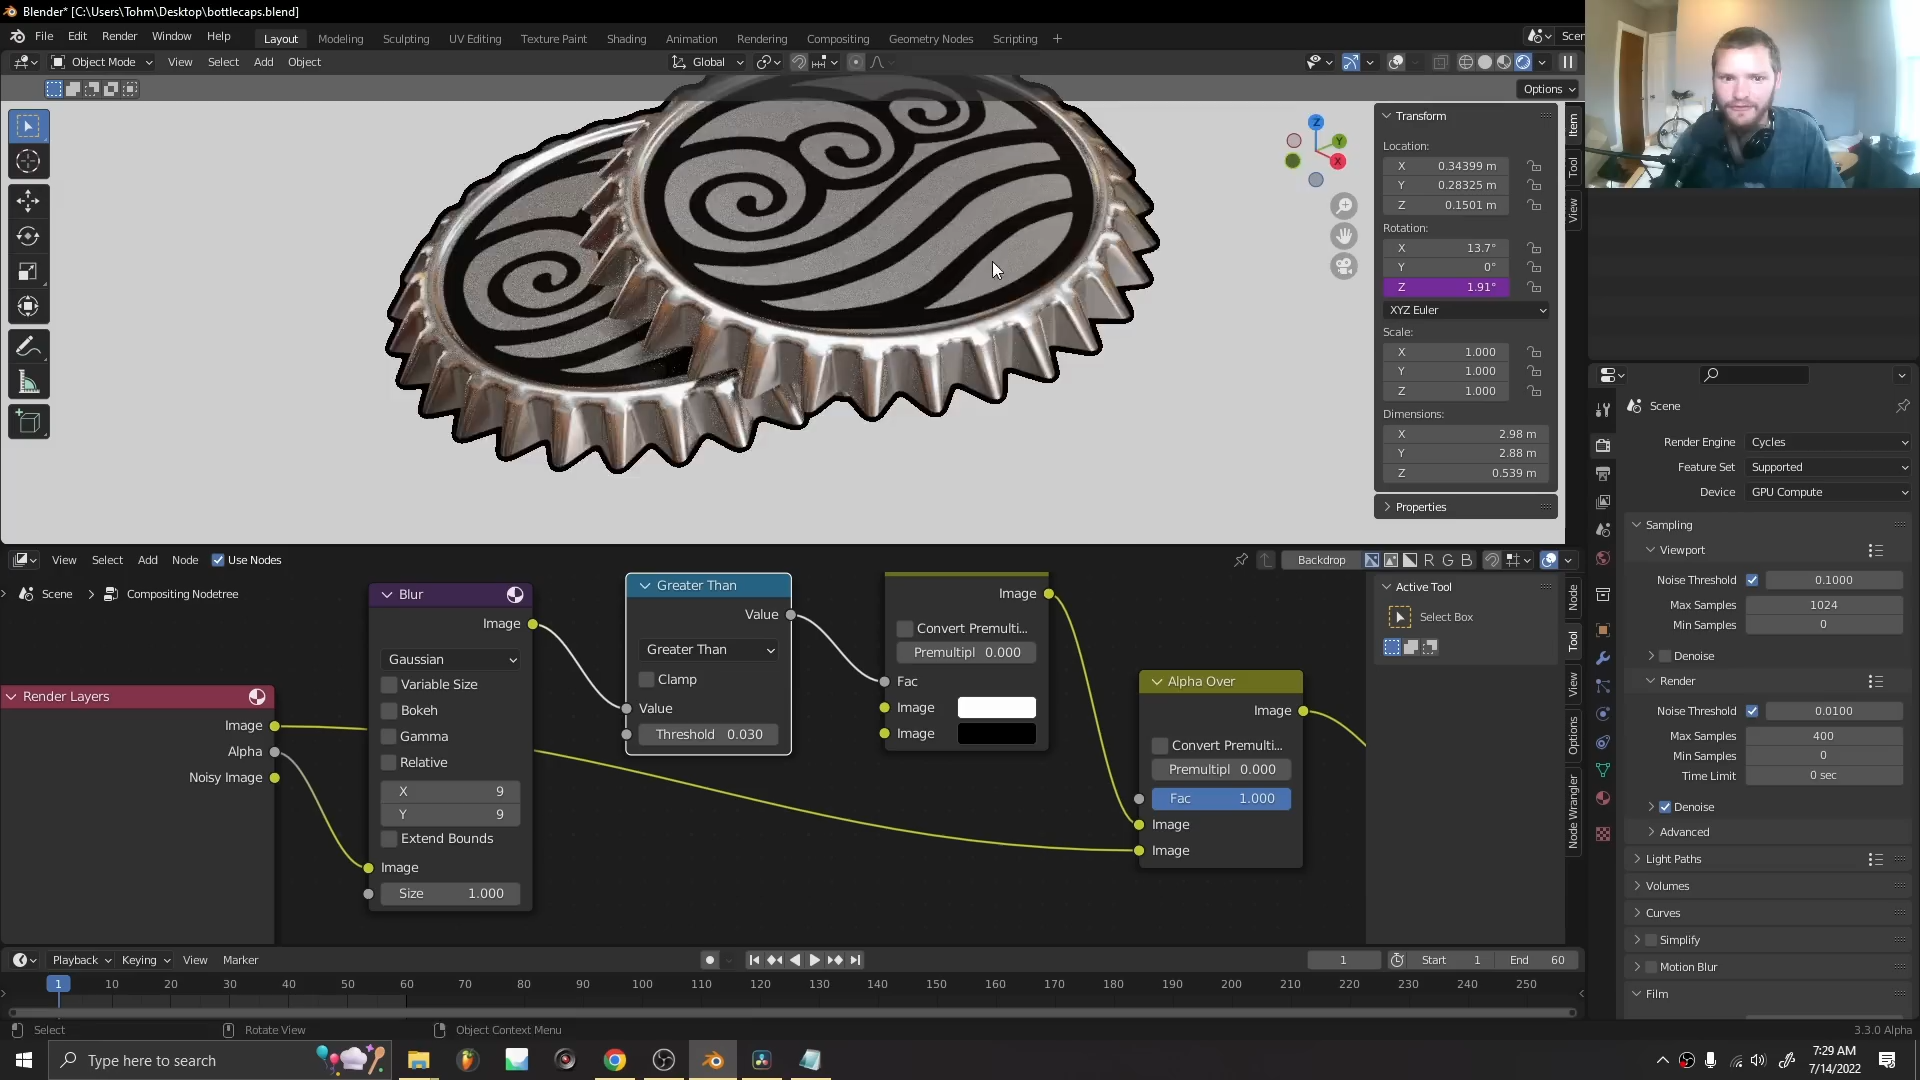 Blender* [C:\Users\Tohm\Desktop\bottlecaps.blend]
File Edit Render Window Help
Layout Modeling Sculpting UV Editing Texture Paint Shading Animation Rendering Compositing Geometry Nodes Scripting
Scen
Object Mode View Select Add Object
Global
Options
Z
Y
X
Transform
Location:
X 0.34399 m
Y 0.28325 m
Z 0.1501 m
Rotation:
X 13.7°
Y 0°
Z 1.91°
XYZ Euler
Scale:
X 1.000
Y 1.000
Z 1.000
Dimensions:
X 2.98 m
Y 2.88 m
Z 0.539 m
Properties
Item
Tool
View
View Select Add Node Use Nodes
Backdrop
R G B
Scene
Compositing Nodetree
Render Layers
Image
Alpha
Noisy Image
Blur
Image
Gaussian
Variable Size
Bokeh
Gamma
Relative
X 9
Y 9
Extend Bounds
Image
Size 1.000
Greater Than
Value
Greater Than
Clamp
Value
Threshold 0.030
Image
Convert Premulti...
Premultipl 0.000
Fac
Image
Image
Alpha Over
Image
Convert Premulti...
Premultipl 0.000
Fac 1.000
Image
Image
Active Tool
Select Box
Node
Tool
View
Options
Node Wrangler
Scene
Render Engine Cycles
Feature Set Supported
Device GPU Compute
Sampling
Viewport
Noise Threshold 0.1000
Max Samples 1024
Min Samples 0
Denoise
Render
Noise Threshold 0.0100
Max Samples 400
Min Samples 0
Time Limit 0 sec
Denoise
Advanced
Light Paths
Volumes
Curves
Simplify
Motion Blur
Film
Playback Keying View Marker
1
Start 1
End 60
1 10 20 30 40 50 60 70 80 90 100 110 120 130 140 150 160 170 180 190 200 210 220 230 240 250
Select
Rotate View
Object Context Menu
3.3.0 Alpha
Type here to search
7:29 AM
7/14/2022